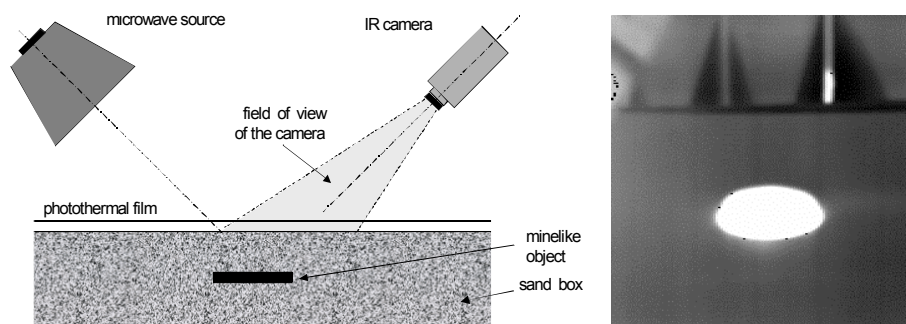 microwave source
IR camera
field of view
of the camera
photothermal film
minelike
object
sand box